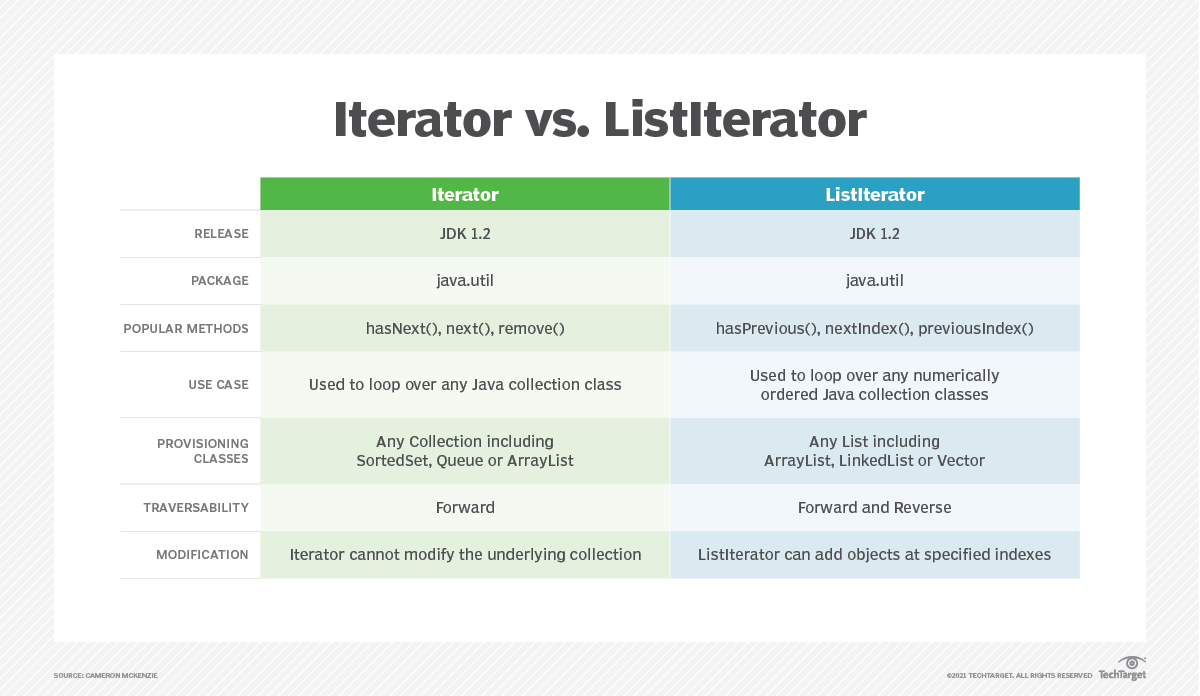 Iterator vs. ListIterator
Iterator
ListIterator
RELEASE
JDK 1.2
JDK 1.2
PACKAGE
java.util
java.util
POPULAR METHODS
hasNext(), next(), remove()
hasPrevious(), nextIndex(), previousIndex()
USE CASE
Used to loop over any Java collection class
Used to loop over any numerically
ordered Java collection classes
PROVISIONING
CLASSES
Any Collection including
SortedSet, Queue or ArrayList
Any List including
ArrayList, LinkedList or Vector
TRAVERSABILITY
Forward
Forward and Reverse
MODIFICATION
Iterator cannot modify the underlying collection
ListIterator can add objects at specified indexes
SOURCE: CAMERON MCKENZIE
©2021 TECHTARGET. ALL RIGHTS RESERVED
TechTarget